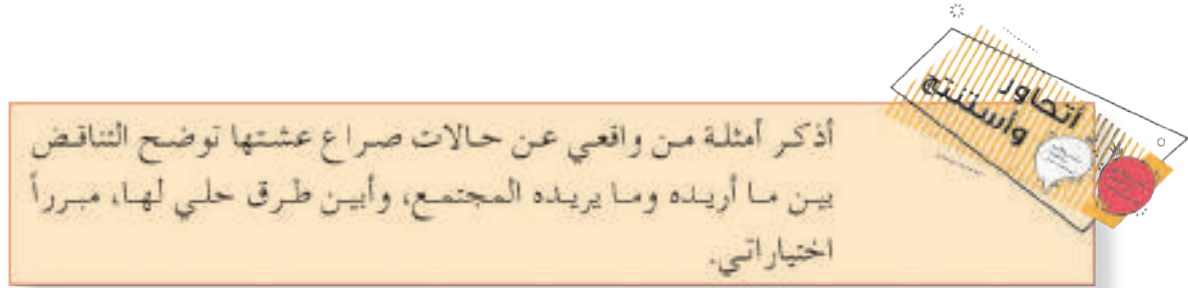 أتحاور
وأستنتج
أذكر أمثلة من واقعي عن حالات صراع عشتها توضح التناقض
بين ما أريده وما يريده المجتمع، وأبين طرق حلي لها، مبرراً
اختياراتي.